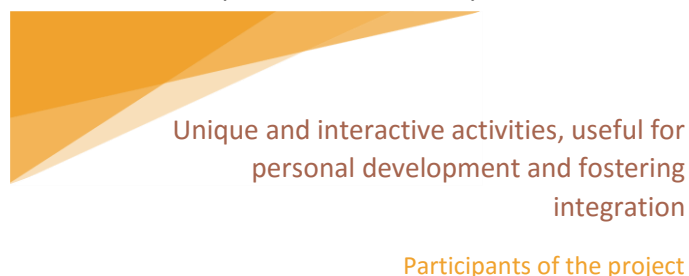 Unique and interactive activities, useful for
personal development and fostering
integration
Participants of the project